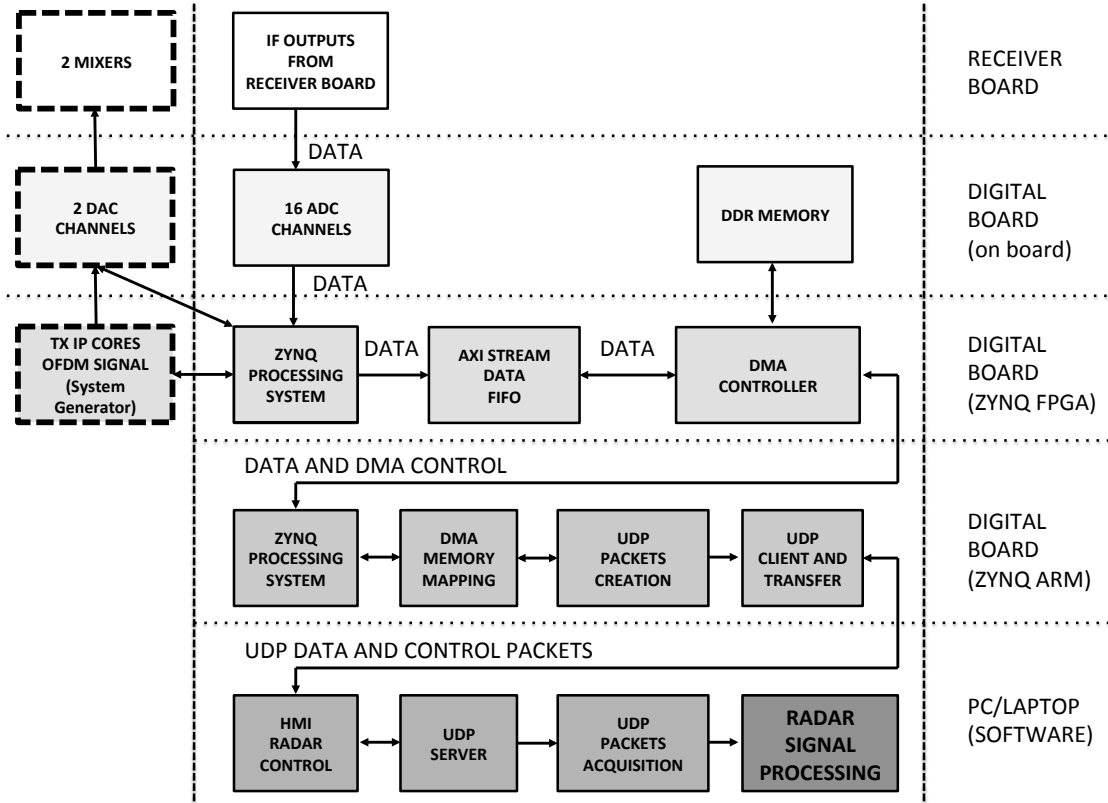 2 MIXERS
IF OUTPUTS
FROM
RECEIVER BOARD
RECEIVER
BOARD
DATA
2 DAC
CHANNELS
16 ADC
CHANNELS
DDR MEMORY
DIGITAL
BOARD
(on board)
DATA
TX IP CORES
OFDM SIGNAL
(System
Generator)
ZYNQ
PROCESSING
SYSTEM
DATA
AXI STREAM
DATA
FIFO
DATA
DMA
CONTROLLER
DIGITAL
BOARD
(ZYNQ FPGA)
DATA AND DMA CONTROL
ZYNQ
PROCESSING
SYSTEM
DMA
MEMORY
MAPPING
UDP
PACKETS
CREATION
UDP
CLIENT AND
TRANSFER
DIGITAL
BOARD
(ZYNQ ARM)
UDP DATA AND CONTROL PACKETS
HMI
RADAR
CONTROL
UDP
SERVER
UDP
PACKETS
ACQUISITION
RADAR
SIGNAL
PROCESSING
PC/LAPTOP
(SOFTWARE)